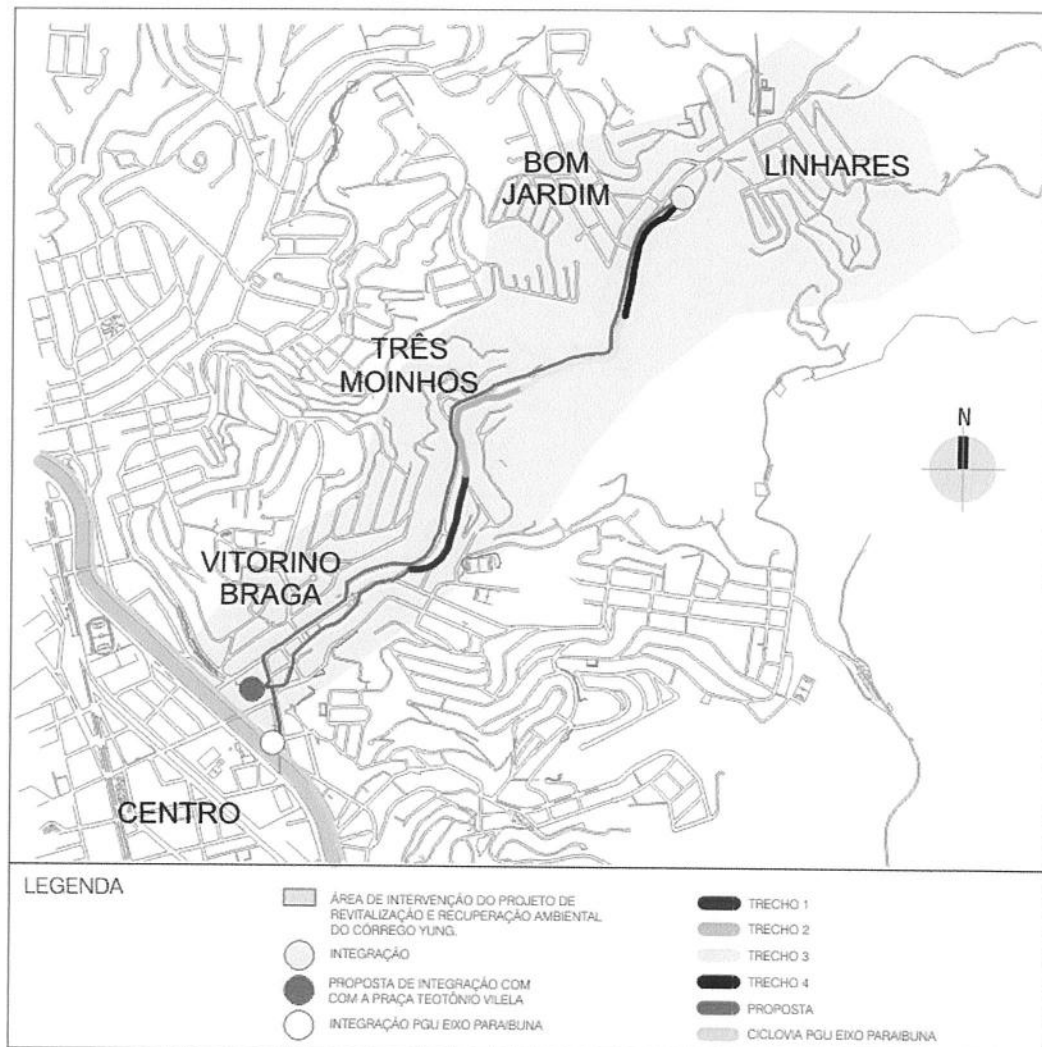 BOM
JARDIM
LINHARES
TRÊS
MOINHOS
N
VITORINO
BRAGA
CENTRO
LEGENDA
ÁREA DE INTERVENÇÃO DO PROJETO DE
REVITALIZAÇÃO E RECUPERAÇÃO AMBIENTAL
DO CÓRREGO YUNG.
INTEGRAÇÃO
PROPOSTA DE INTEGRAÇÃO COM
COM A PRAÇA TEOTÔNIO VILELA
INTEGRAÇÃO PGU EIXO PARAIBUNA
TRECHO 1
TRECHO 2
TRECHO 3
TRECHO 4
PROPOSTA
CICLOVIA PGU EIXO PARAIBUNA